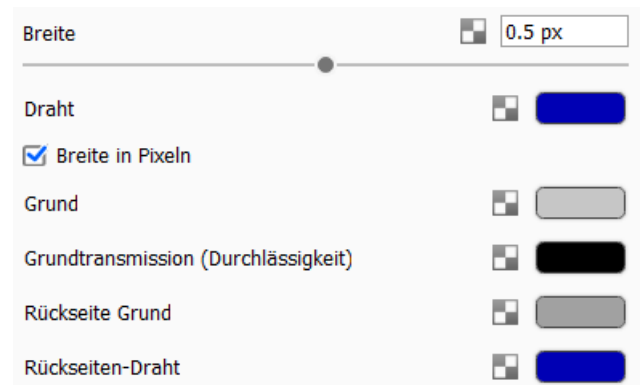 Breite 0.5 px
Draht
Breite in Pixeln
Grund
Grundtransmission (Durchlässigkeit)
Rückseite Grund
Rückseiten-Draht